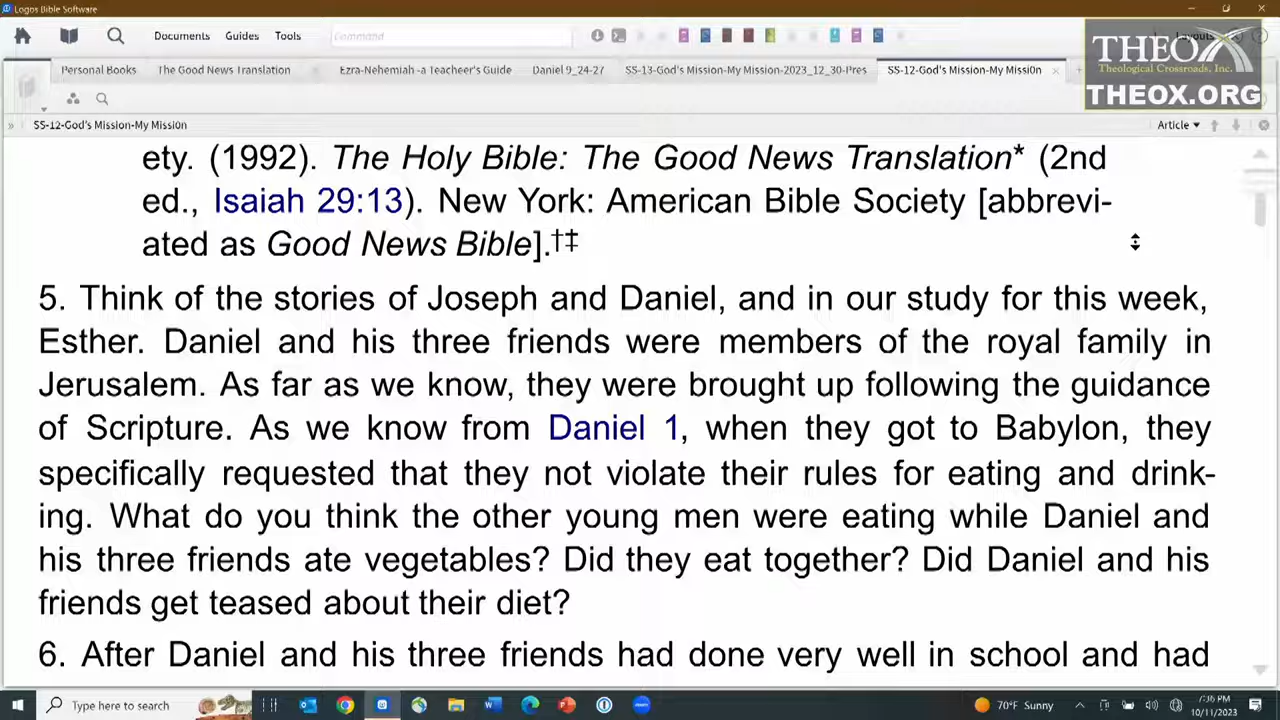 Logos Bible Software
Documents Guides Tools Command
THEOX
Theological Crossroads, Inc.
THEOX.ORG
Personal Books The Good News Translation Daniel 9_24-27 SS-13-God's Mission-My Mission-2023_12_30-Pres SS-12-God's Mission-My Missi0n
SS-12-God's Mission-My Missi0n Article
ety. (1992). The Holy Bible: The Good News Translation* (2nd
ed., Isaiah 29:13). New York: American Bible Society [abbrevi-
ated as Good News Bible].†‡
5. Think of the stories of Joseph and Daniel, and in our study for this week,
Esther. Daniel and his three friends were members of the royal family in
Jerusalem. As far as we know, they were brought up following the guidance
of Scripture. As we know from Daniel 1, when they got to Babylon, they
specifically requested that they not violate their rules for eating and drink-
ing. What do you think the other young men were eating while Daniel and
his three friends ate vegetables? Did they eat together? Did Daniel and his
friends get teased about their diet?
6. After Daniel and his three friends had done very well in school and had
Type here to search 70°F Sunny 7:36 PM
10/11/2023